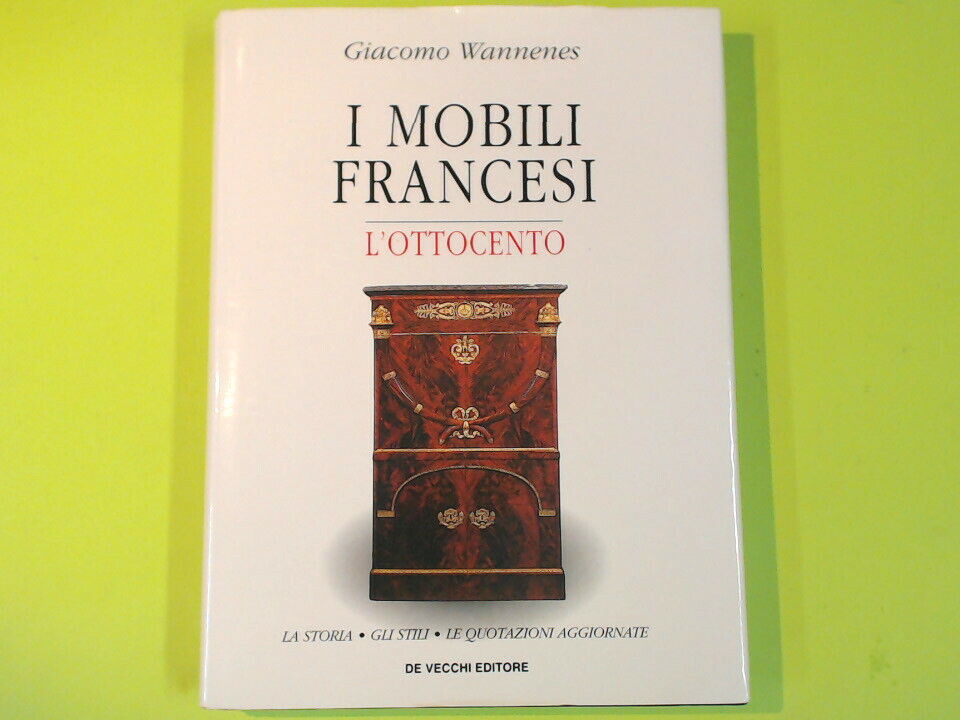 Giacomo Wannenes
I MOBILI
FRANCESI
L'OTTOCENTO
LA STORIA • GLI STILI • LE QUOTAZIONI AGGIORNATE
DE VECCHI EDITORE